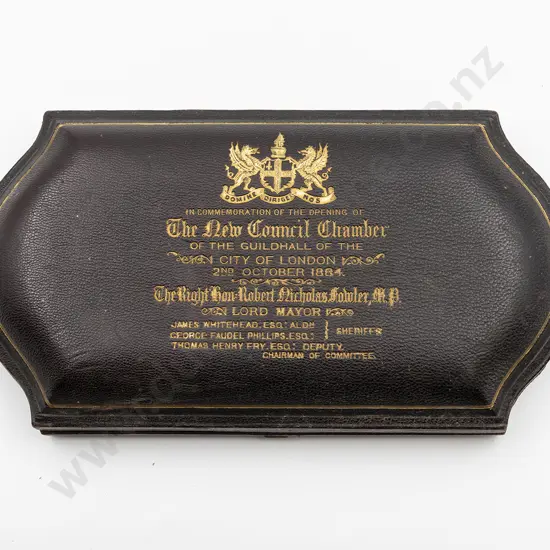 DOMINE DIRIGE NOS
IN COMMEMORATION OF THE OPENING OF
The New Council Chamber
OF THE GUILDHALL OF THE
CITY OF LONDON
2ND OCTOBER 1884.
The Right Hon. Robert Nicholas Fowler, M.P.
LORD MAYOR
JAMES WHITEHEAD, ESQ: ALDN
GEORGE FAUDEL PHILLIPS, ESQ:
SHERIFFS
THOMAS HENRY FRY, ESQ: DEPUTY,
CHAIRMAN OF COMMITTEE.